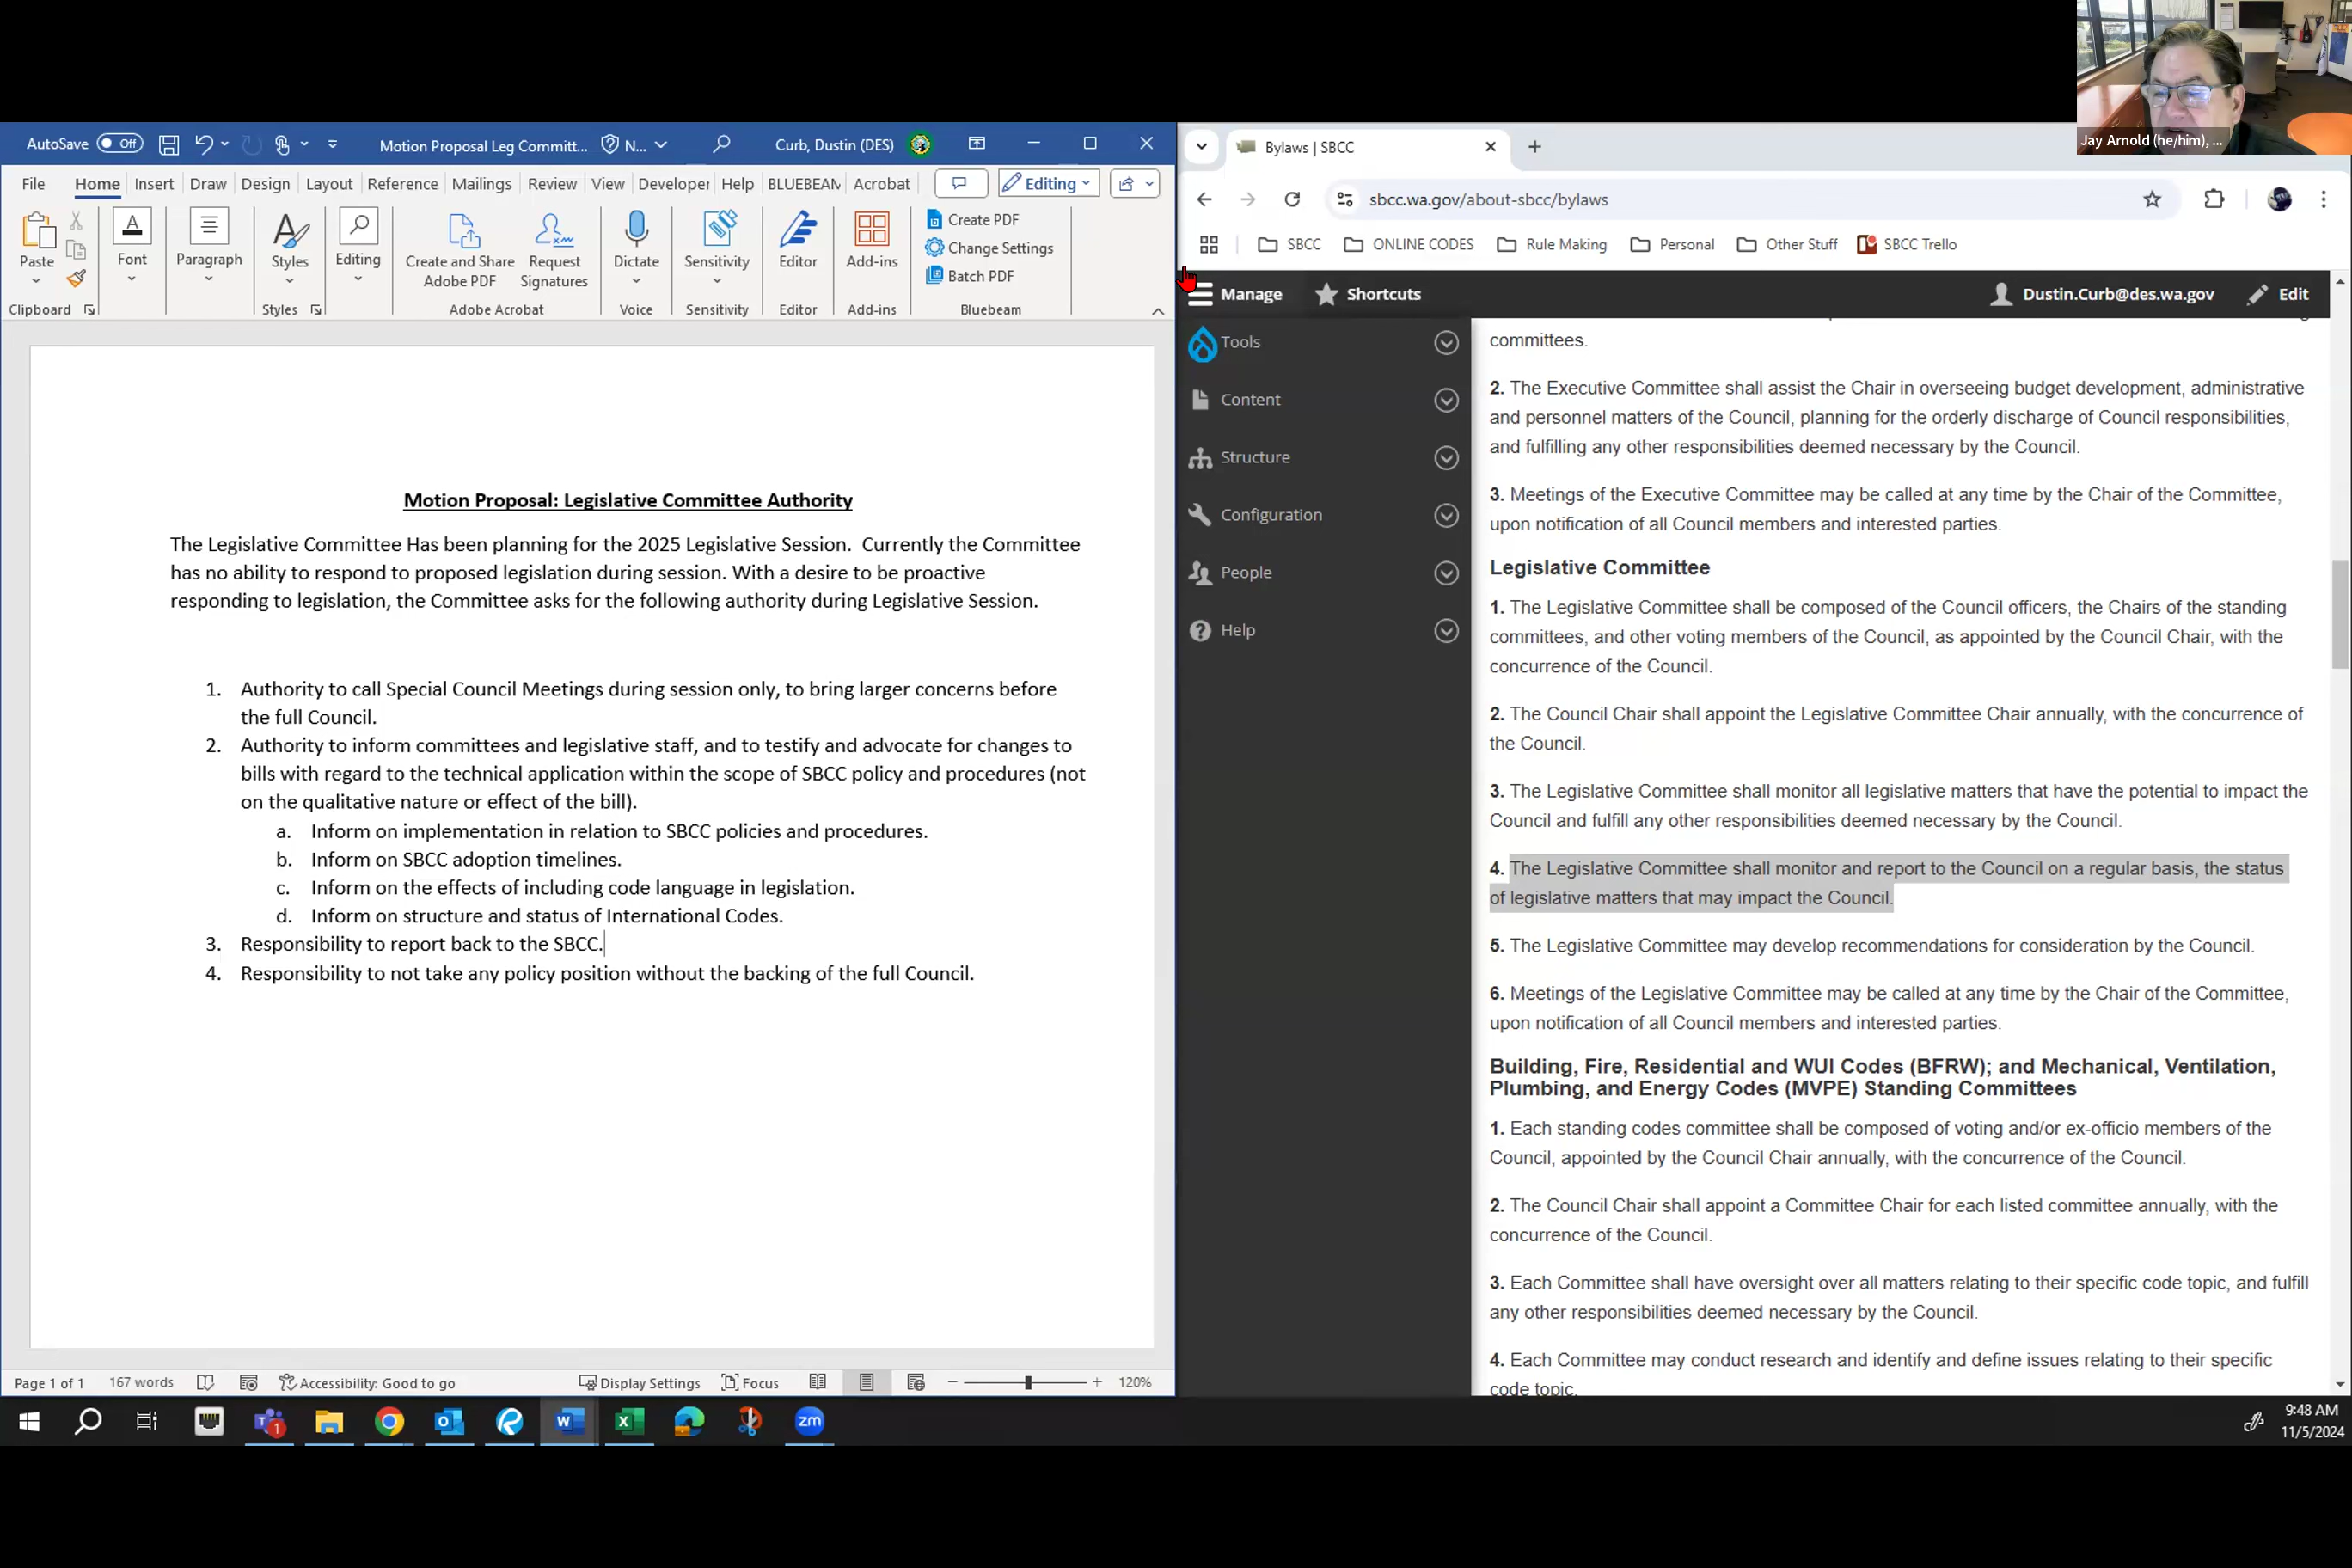 Jay Arnold (he/him), ...
AutoSave Off Motion Proposal Leg Committ... N... Curb, Dustin (DES)
File Home Insert Draw Design Layout Reference Mailings Review View Developer Help BLUEBEAM Acrobat Editing
Paste Font Paragraph Styles Editing Create and Share Adobe PDF Request Signatures Dictate Sensitivity Editor Add-ins
Create PDF
Change Settings
Batch PDF
Clipboard Styles Adobe Acrobat Voice Sensitivity Editor Add-ins Bluebeam
Motion Proposal: Legislative Committee Authority
The Legislative Committee Has been planning for the 2025 Legislative Session.  Currently the Committee
has no ability to respond to proposed legislation during session. With a desire to be proactive
responding to legislation, the Committee asks for the following authority during Legislative Session.
1. Authority to call Special Council Meetings during session only, to bring larger concerns before
the full Council.
2. Authority to inform committees and legislative staff, and to testify and advocate for changes to
bills with regard to the technical application within the scope of SBCC policy and procedures (not
on the qualitative nature or effect of the bill).
a. Inform on implementation in relation to SBCC policies and procedures.
b. Inform on SBCC adoption timelines.
c. Inform on the effects of including code language in legislation.
d. Inform on structure and status of International Codes.
3. Responsibility to report back to the SBCC.
4. Responsibility to not take any policy position without the backing of the full Council.
Page 1 of 1 167 words Accessibility: Good to go Display Settings Focus 120%
Bylaws | SBCC
sbcc.wa.gov/about-sbcc/bylaws
SBCC ONLINE CODES Rule Making Personal Other Stuff SBCC Trello
Manage Shortcuts Dustin.Curb@des.wa.gov Edit
Tools
Content
Structure
Configuration
People
Help
committees.
2. The Executive Committee shall assist the Chair in overseeing budget development, administrative
and personnel matters of the Council, planning for the orderly discharge of Council responsibilities,
and fulfilling any other responsibilities deemed necessary by the Council.
3. Meetings of the Executive Committee may be called at any time by the Chair of the Committee,
upon notification of all Council members and interested parties.
Legislative Committee
1. The Legislative Committee shall be composed of the Council officers, the Chairs of the standing
committees, and other voting members of the Council, as appointed by the Council Chair, with the
concurrence of the Council.
2. The Council Chair shall appoint the Legislative Committee Chair annually, with the concurrence of
the Council.
3. The Legislative Committee shall monitor all legislative matters that have the potential to impact the
Council and fulfill any other responsibilities deemed necessary by the Council.
4. The Legislative Committee shall monitor and report to the Council on a regular basis, the status
of legislative matters that may impact the Council.
5. The Legislative Committee may develop recommendations for consideration by the Council.
6. Meetings of the Legislative Committee may be called at any time by the Chair of the Committee,
upon notification of all Council members and interested parties.
Building, Fire, Residential and WUI Codes (BFRW); and Mechanical, Ventilation,
Plumbing, and Energy Codes (MVPE) Standing Committees
1. Each standing codes committee shall be composed of voting and/or ex-officio members of the
Council, appointed by the Council Chair annually, with the concurrence of the Council.
2. The Council Chair shall appoint a Committee Chair for each listed committee annually, with the
concurrence of the Council.
3. Each Committee shall have oversight over all matters relating to their specific code topic, and fulfill
any other responsibilities deemed necessary by the Council.
4. Each Committee may conduct research and identify and define issues relating to their specific
code topic.
9:48 AM
11/5/2024